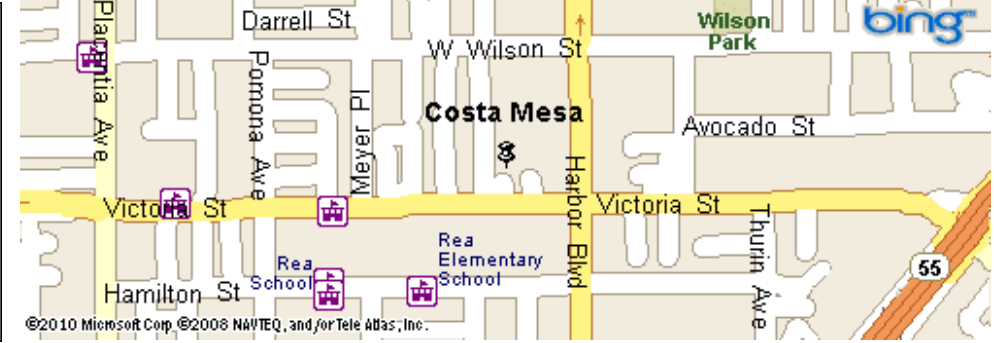 Darrell St
Wilson
Park
bing™
Placentia Ave
W Wilson St
Pomona Ave
Meyer Pl
Costa Mesa
Avocado St
Harbor Blvd
Victoria St
Victoria St
Thurin Ave
Rea
Elementary
School
Rea
School
55
Hamilton St
©2010 Microsoft Corp ©2008 NAVTEQ, and/or Tele Atlas, Inc.